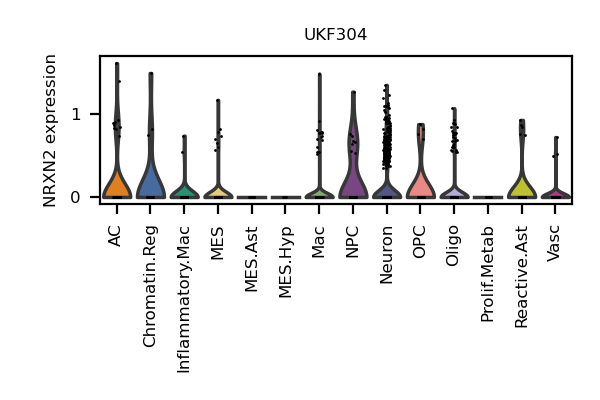 UKF304
NRXN2 expression
1
0
AC
Chromatin.Reg
Inflammatory.Mac
MES
MES.Ast
MES.Hyp
Mac
NPC
Neuron
OPC
Oligo
Prolif.Metab
Reactive.Ast
Vasc